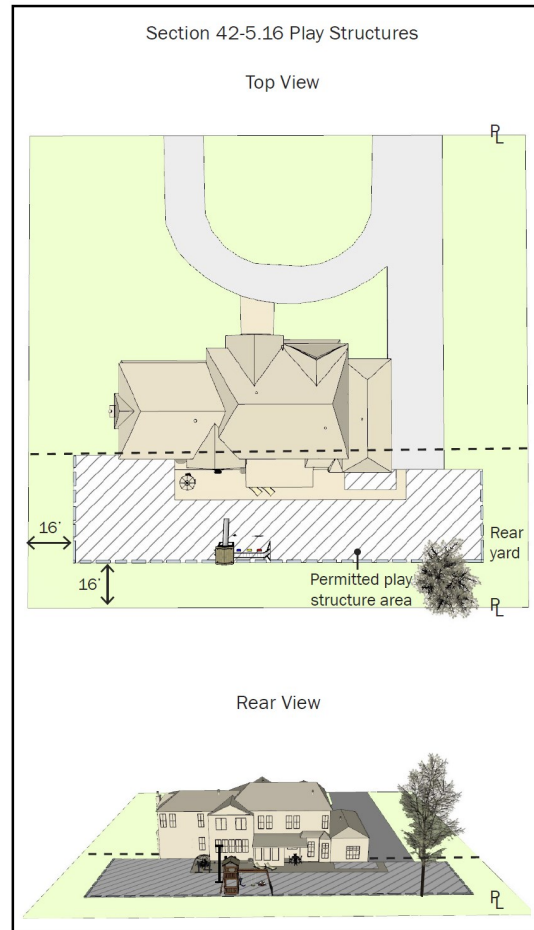 Section 42-5.16 Play Structures
Top View
PL
16'
Rear
yard
16'
Permitted play
structure area
PL
Rear View
PL